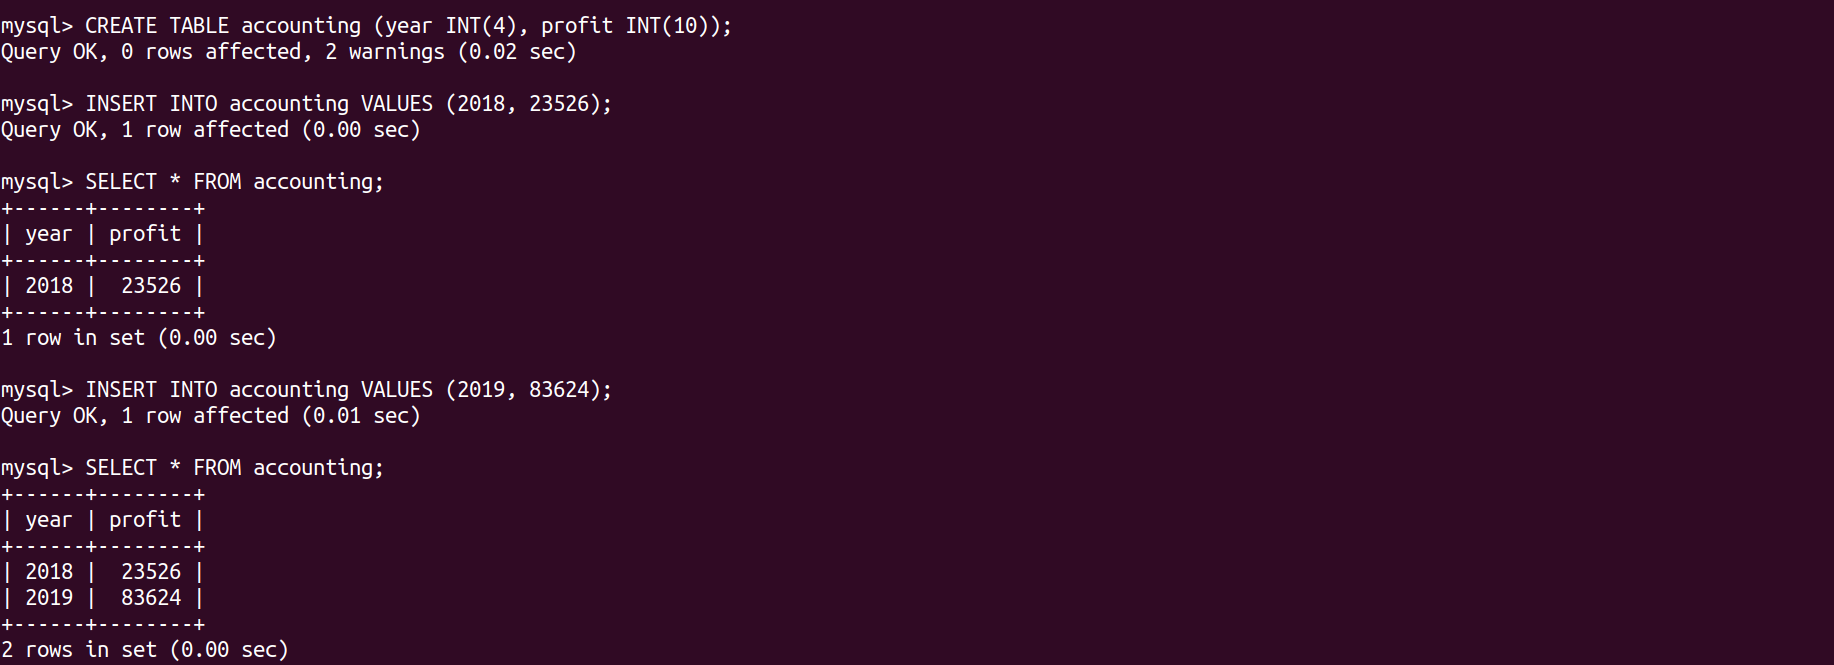 mysql> CREATE TABLE accounting (year INT(4), profit INT(10));
Query OK, 0 rows affected, 2 warnings (0.02 sec)

mysql> INSERT INTO accounting VALUES (2018, 23526);
Query OK, 1 row affected (0.00 sec)

mysql> SELECT * FROM accounting;
+------+--------+
| year | profit |
+------+--------+
| 2018 |  23526 |
+------+--------+
1 row in set (0.00 sec)

mysql> INSERT INTO accounting VALUES (2019, 83624);
Query OK, 1 row affected (0.01 sec)

mysql> SELECT * FROM accounting;
+------+--------+
| year | profit |
+------+--------+
| 2018 |  23526 |
| 2019 |  83624 |
+------+--------+
2 rows in set (0.00 sec)